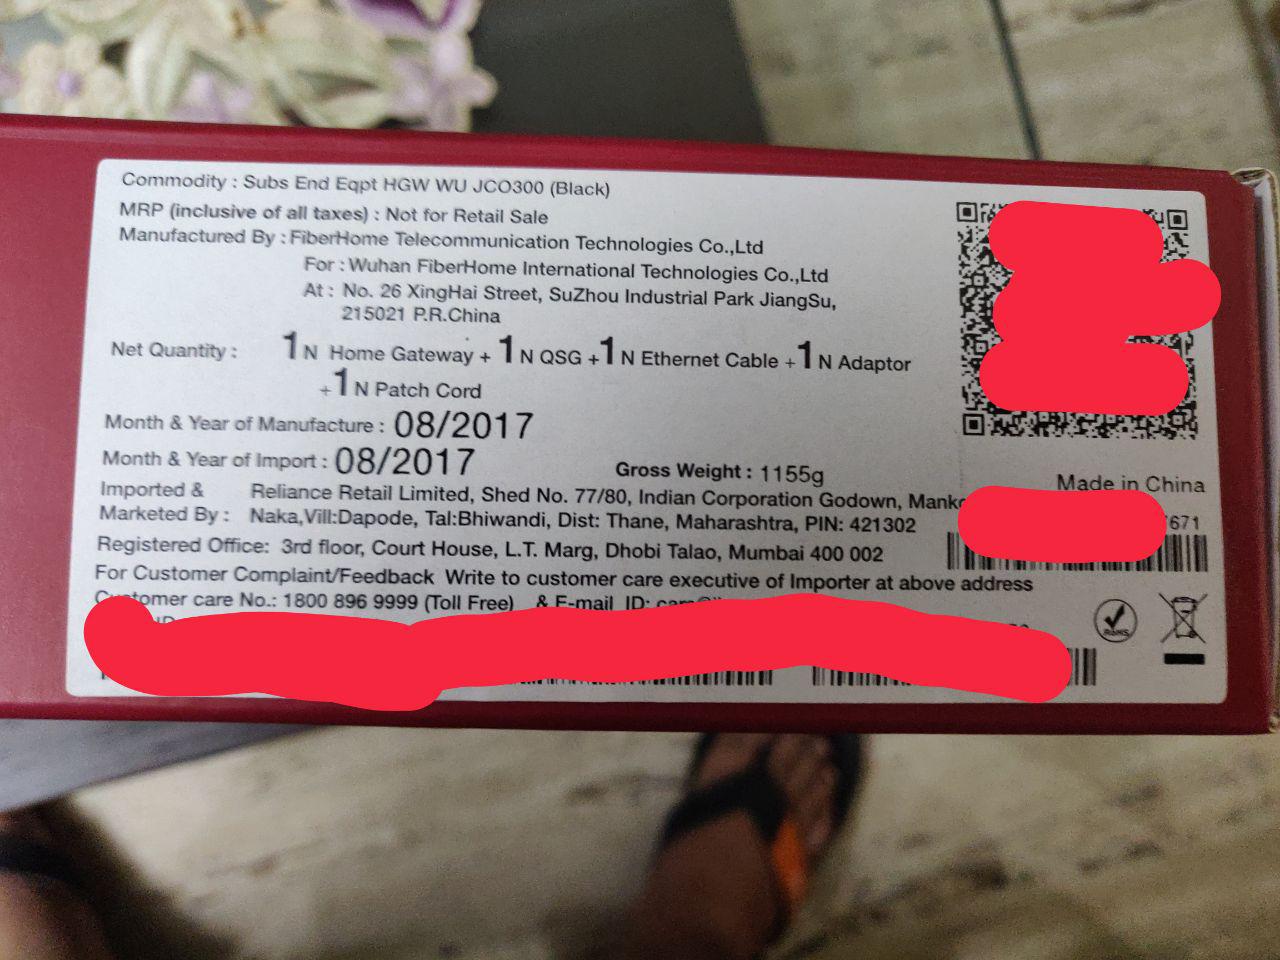 Commodity : Subs End Eqpt HGW WU JCO300 (Black)
MRP (inclusive of all taxes) : Not for Retail Sale
Manufactured By : FiberHome Telecommunication Technologies Co.,Ltd
For : Wuhan FiberHome International Technologies Co.,Ltd
At : No. 26 XingHai Street, SuZhou Industrial Park JiangSu,
215021 P.R.China
Net Quantity : 1N Home Gateway + 1N QSG +1N Ethernet Cable +1N Adaptor
+1N Patch Cord
Month & Year of Manufacture : 08/2017
Month & Year of Import : 08/2017
Gross Weight : 1155g
Made in China
Imported & Reliance Retail Limited, Shed No. 77/80, Indian Corporation Godown,
Marketed By : Naka,Vill:Dapode, Tal:Bhiwandi, Dist: Thane, Maharashtra, PIN: 421302
671
Registered Office: 3rd floor, Court House, L.T. Marg, Dhobi Talao, Mumbai 400 002
For Customer Complaint/Feedback Write to customer care executive of Importer at above address
Customer care No.: 1800 896 9999 (Toll Free) & E-mail ID:
RoHS